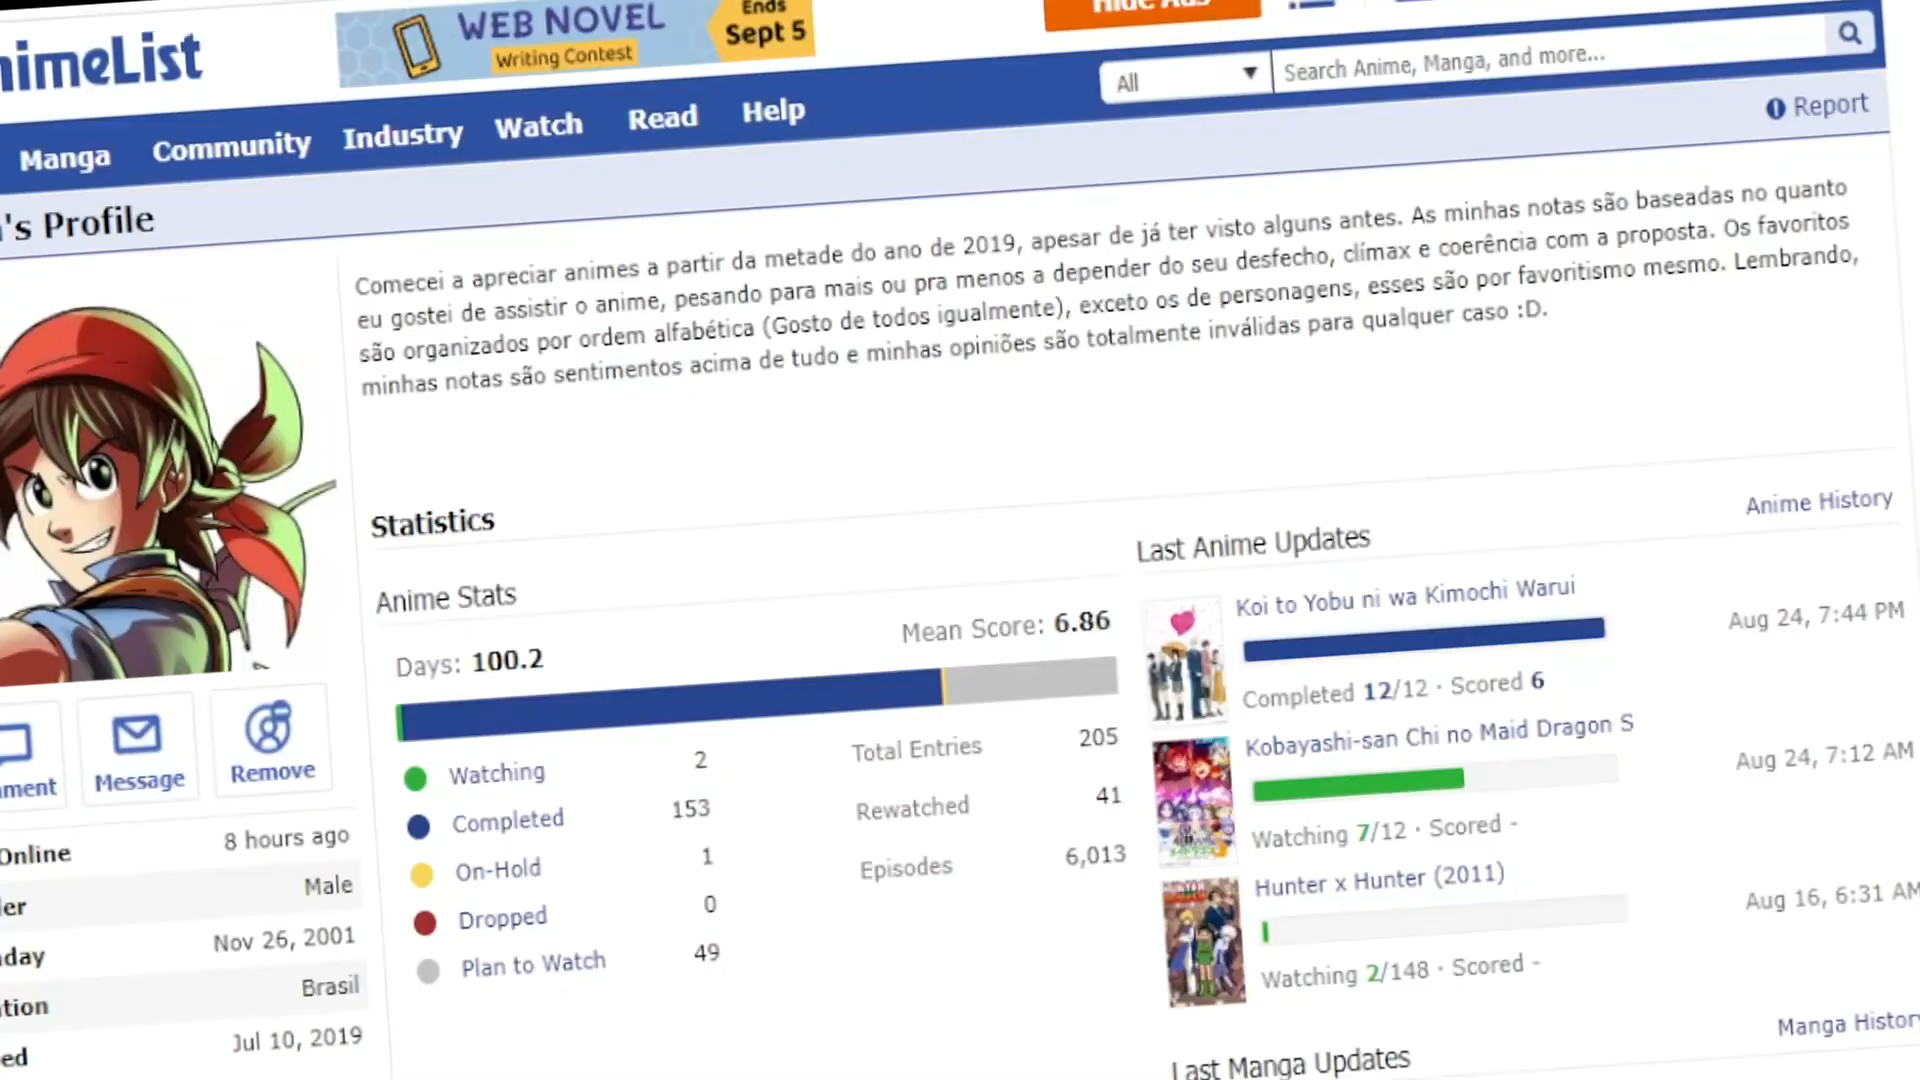 nimeList
WEB NOVEL
Writing Contest
Ends
Sept 5
Hide Ads
All
Search Anime, Manga, and more...
Manga
Community
Industry
Watch
Read
Help
Report
's Profile
Comecei a apreciar animes a partir da metade do ano de 2019, apesar de já ter visto alguns antes. As minhas notas são baseadas no quanto
eu gostei de assistir o anime, pesando para mais ou pra menos a depender do seu desfecho, clímax e coerência com a proposta. Os favoritos
são organizados por ordem alfabética (Gosto de todos igualmente), exceto os de personagens, esses são por favoritismo mesmo. Lembrando,
minhas notas são sentimentos acima de tudo e minhas opiniões são totalmente inválidas para qualquer caso :D.
Statistics
Anime Stats
Days: 100.2
Mean Score: 6.86
Watching 2
Completed 153
On-Hold 1
Dropped 0
Plan to Watch 49
Total Entries 205
Rewatched 41
Episodes 6,013
Last Anime Updates
Anime History
Koi to Yobu ni wa Kimochi Warui
Aug 24, 7:44 PM
Completed 12/12 · Scored 6
Kobayashi-san Chi no Maid Dragon S
Aug 24, 7:12 AM
Watching 7/12 · Scored -
Hunter x Hunter (2011)
Aug 16, 6:31 AM
Watching 2/148 · Scored -
Last Manga Updates
Manga History
mment
Message
Remove
Online 8 hours ago
er Male
day Nov 26, 2001
tion Brasil
ed Jul 10, 2019